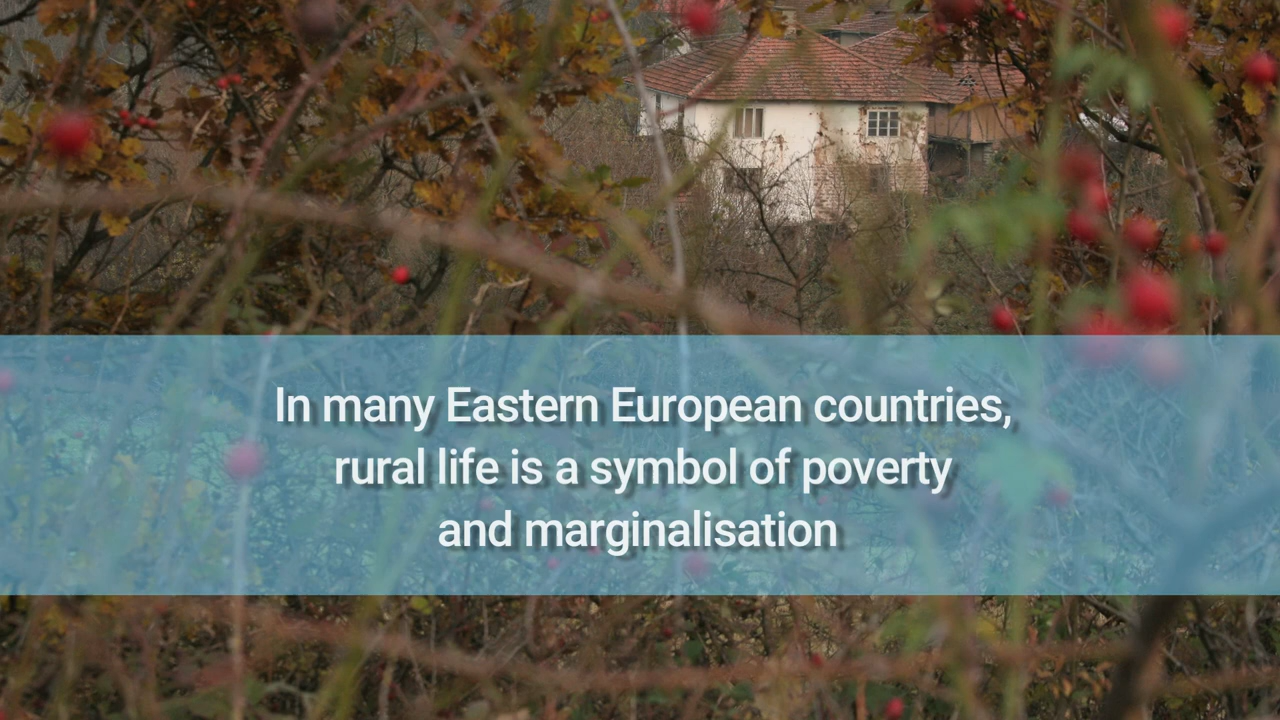 In many Eastern European countries,
rural life is a symbol of poverty
and marginalisation